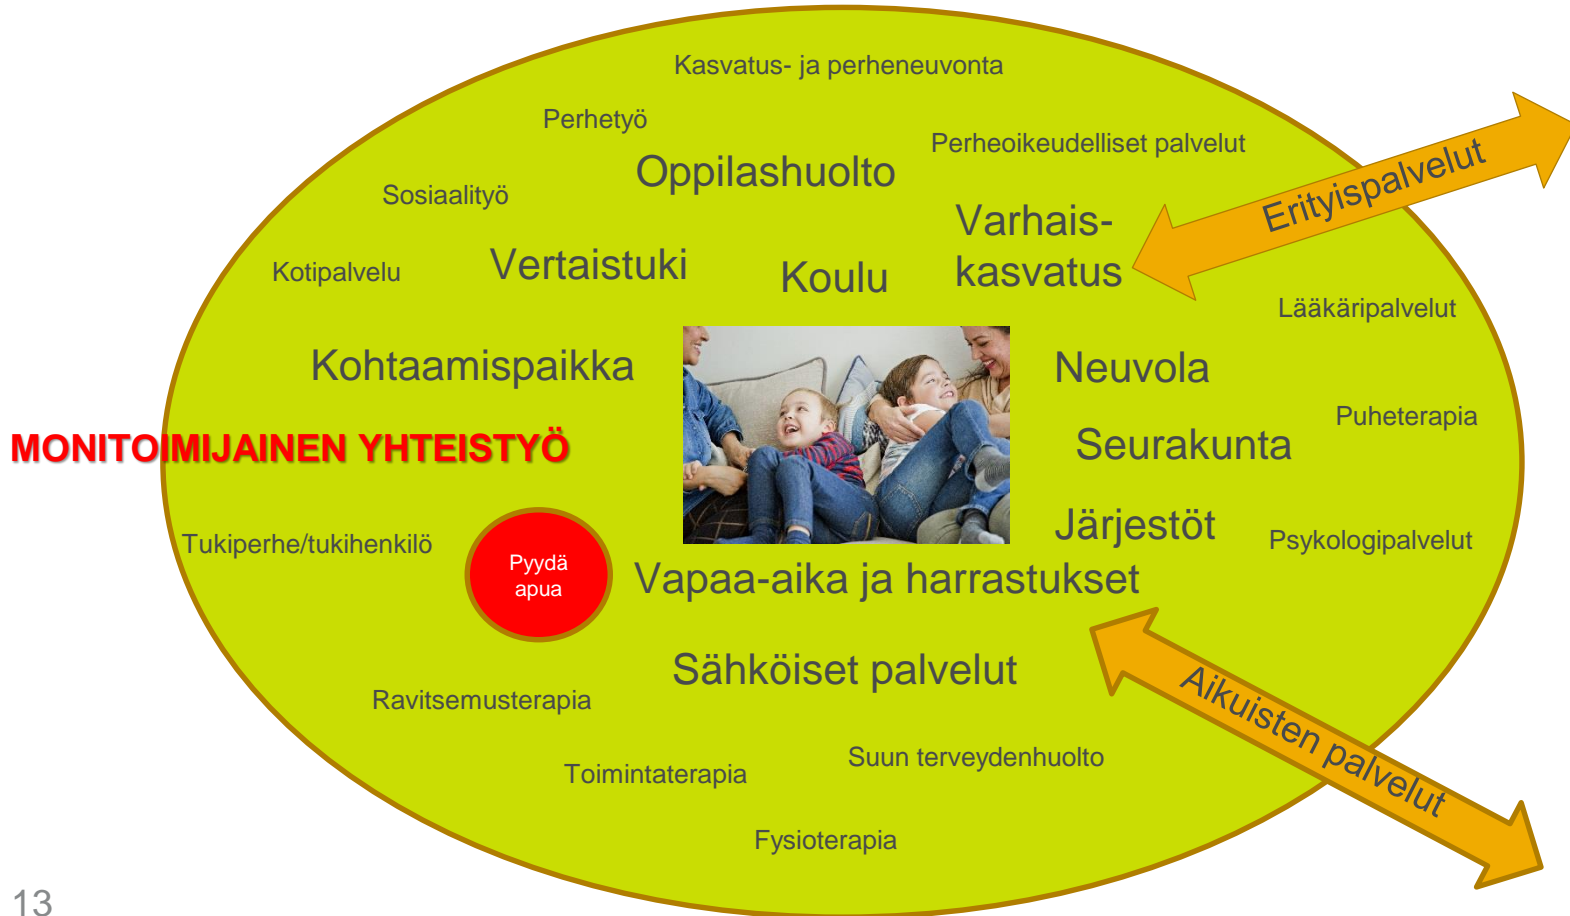 Kasvatus- ja perheneuvonta
Perhetyö
Perheoikeudelliset palvelut
Erityispalvelut
Oppilashuolto
Sosiaalityö
Varhais-
kasvatus
Vertaistuki
Koulu
Kotipalvelu
Lääkäripalvelut
Kohtaamispaikka
Neuvola
Puheterapia
MONITOIMIJAINEN YHTEISTYÖ
Seurakunta
Järjestöt
Tukiperhe/tukihenkilö
Psykologipalvelut
Pyydä
apua
Vapaa-aika ja harrastukset
Sähköiset palvelut
Aikuisten palvelut
Ravitsemusterapia
Suun terveydenhuolto
Toimintaterapia
Fysioterapia
13